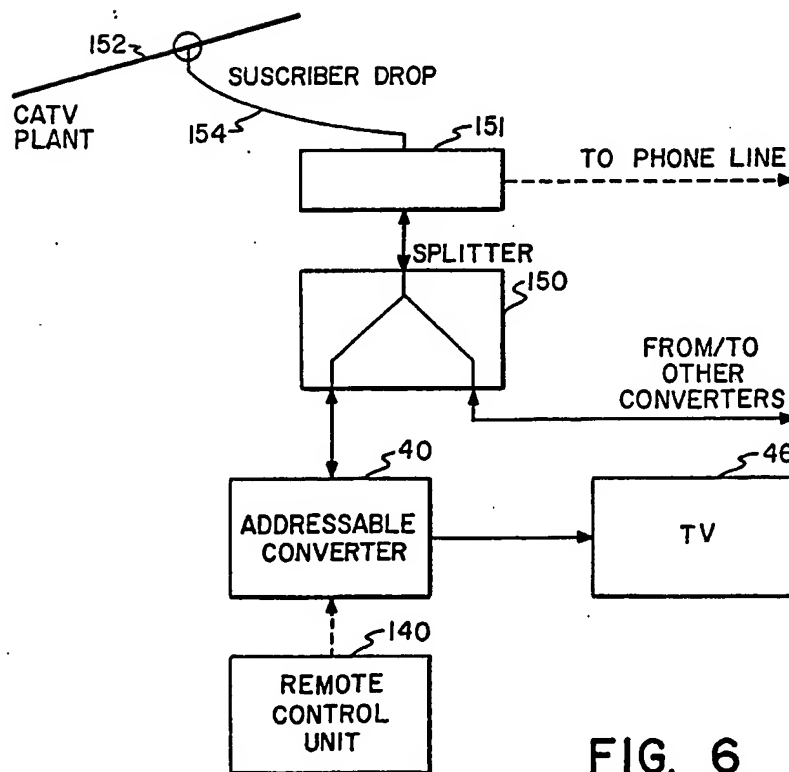 152
CATV
PLANT
SUSCRIBER DROP
154
151
TO PHONE LINE
SPLITTER
150
FROM/TO
OTHER
CONVERTERS
40
ADDRESSABLE
CONVERTER
46
TV
140
REMOTE
CONTROL
UNIT
FIG. 6